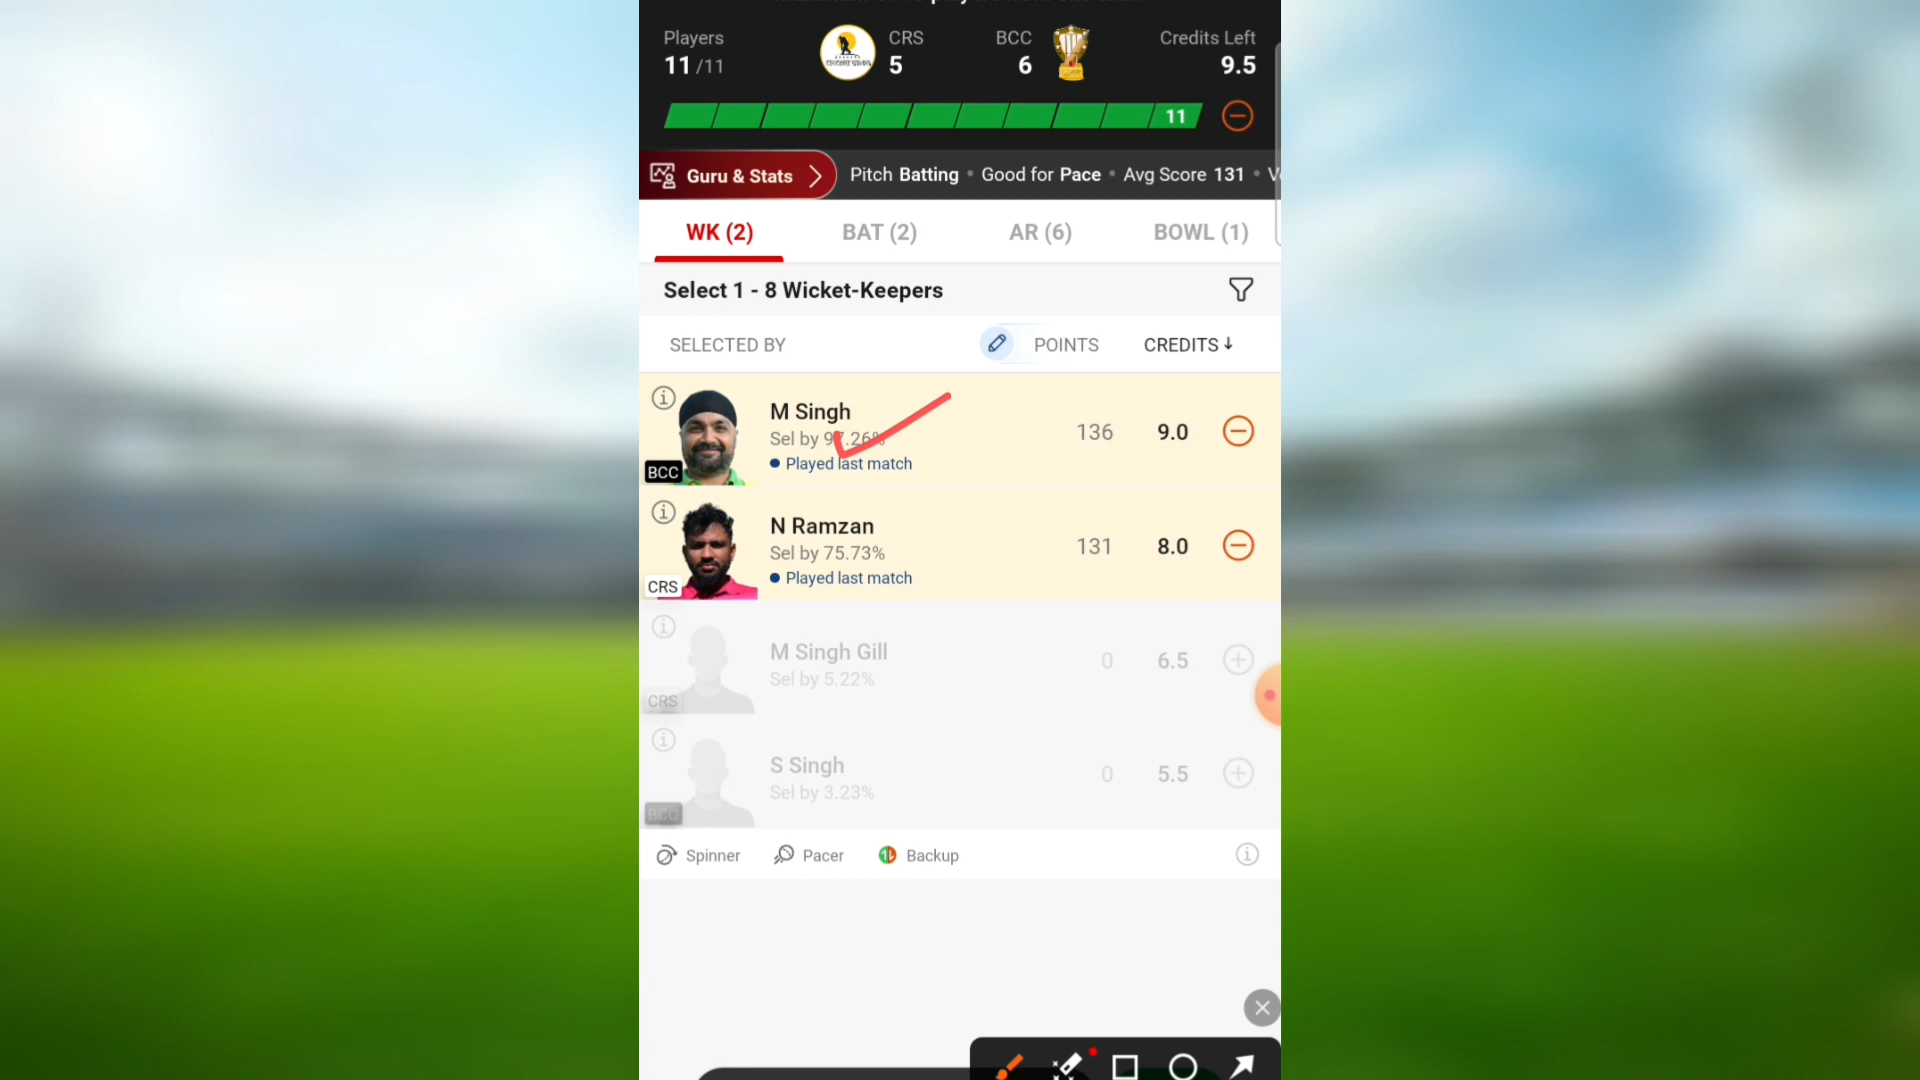 Players
11 /11
CRS
5
BCC
6
Credits Left
9.5
11
Guru & Stats
Pitch Batting • Good for Pace • Avg Score 131 •
WK (2)
BAT (2)
AR (6)
BOWL (1)
Select 1 - 8 Wicket-Keepers
SELECTED BY
POINTS
CREDITS ↓
M Singh
Sel by 97.26%
Played last match
BCC
136
9.0
N Ramzan
Sel by 75.73%
Played last match
CRS
131
8.0
M Singh Gill
Sel by 5.22%
CRS
0
6.5
S Singh
Sel by 3.23%
BCC
0
5.5
Spinner
Pacer
Backup